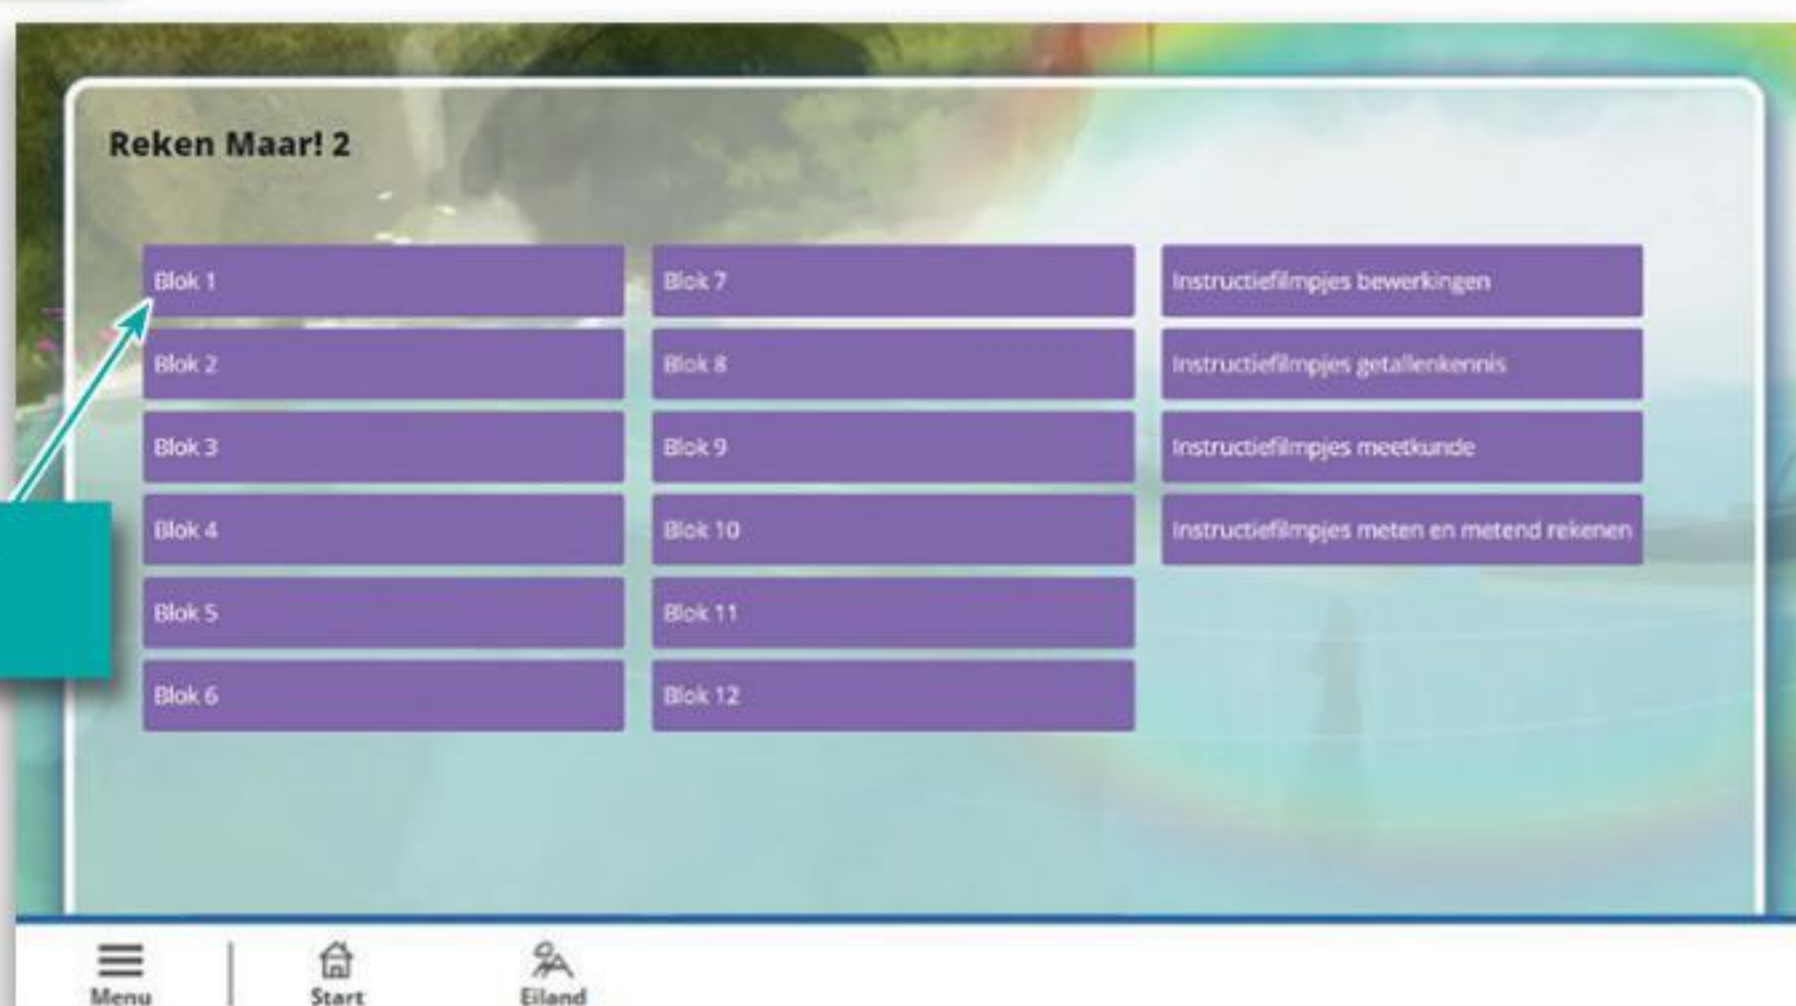 Reken Maar! 2
Blok 1
Blok 2
Blok 3
Blok 4
Blok 5
Blok 6
Blok 7
Blok 8
Blok 9
Blok 10
Blok 11
Blok 12
Instructiefilmpjes bewerkingen
Instructiefilmpjes getallenkennis
Instructiefilmpjes meetkunde
Instructiefilmpjes meten en metend rekenen
Menu
Start
Eiland